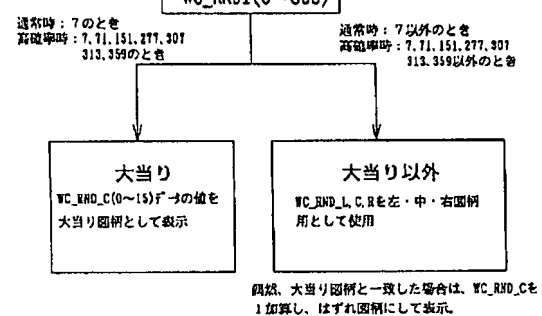 WC_RND1(0~
通常時：７のとき
高確率時：7,71,151,277,307
313,359のとき
通常時：７以外のとき
高確率時：7,71,151,277,307
313,359以外のとき
大当り
WC_RND_C(0～15)データの値を
大当り図柄として表示
大当り以外
WC_RND_L,C,Rを左・中・右図柄
用として使用
偶然、大当り図柄と一致した場合は、WC_RND_Cを
１加算し、はずれ図柄にして表示。